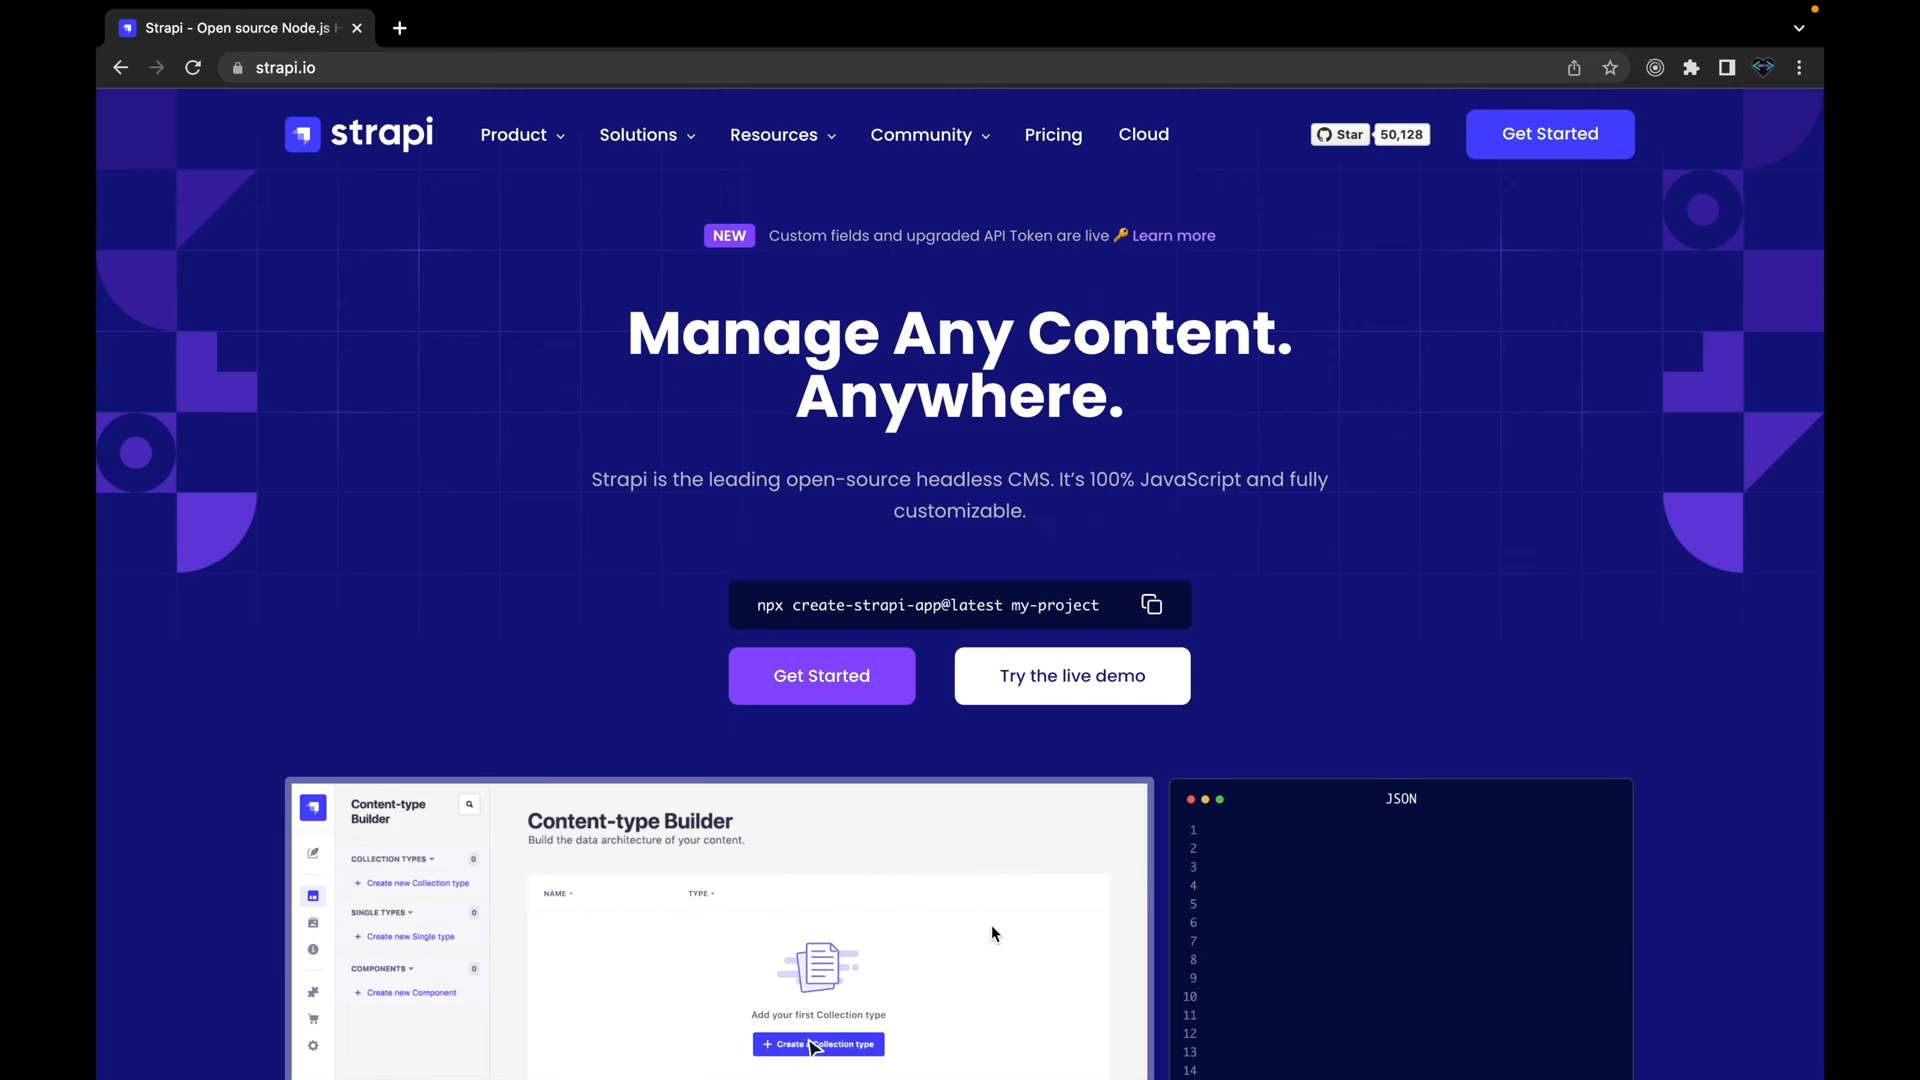 Strapi - Open source Node.js H
strapi.io
strapi
Product
Solutions
Resources
Community
Pricing
Cloud
Star
50,128
Get Started
NEW
Custom fields and upgraded API Token are live 🔑 Learn more
Manage Any Content.
Anywhere.
Strapi is the leading open-source headless CMS. It’s 100% JavaScript and fully
customizable.
npx create-strapi-app@latest my-project
Get Started
Try the live demo
Content-type
Builder
COLLECTION TYPES
0
+ Create new Collection type
SINGLE TYPES
0
+ Create new Single type
COMPONENTS
0
+ Create new Component
Content-type Builder
Build the data architecture of your content.
NAME
TYPE
Add your first Collection type
+ Create a Collection type
JSON
1
2
3
4
5
6
7
8
9
10
11
12
13
14